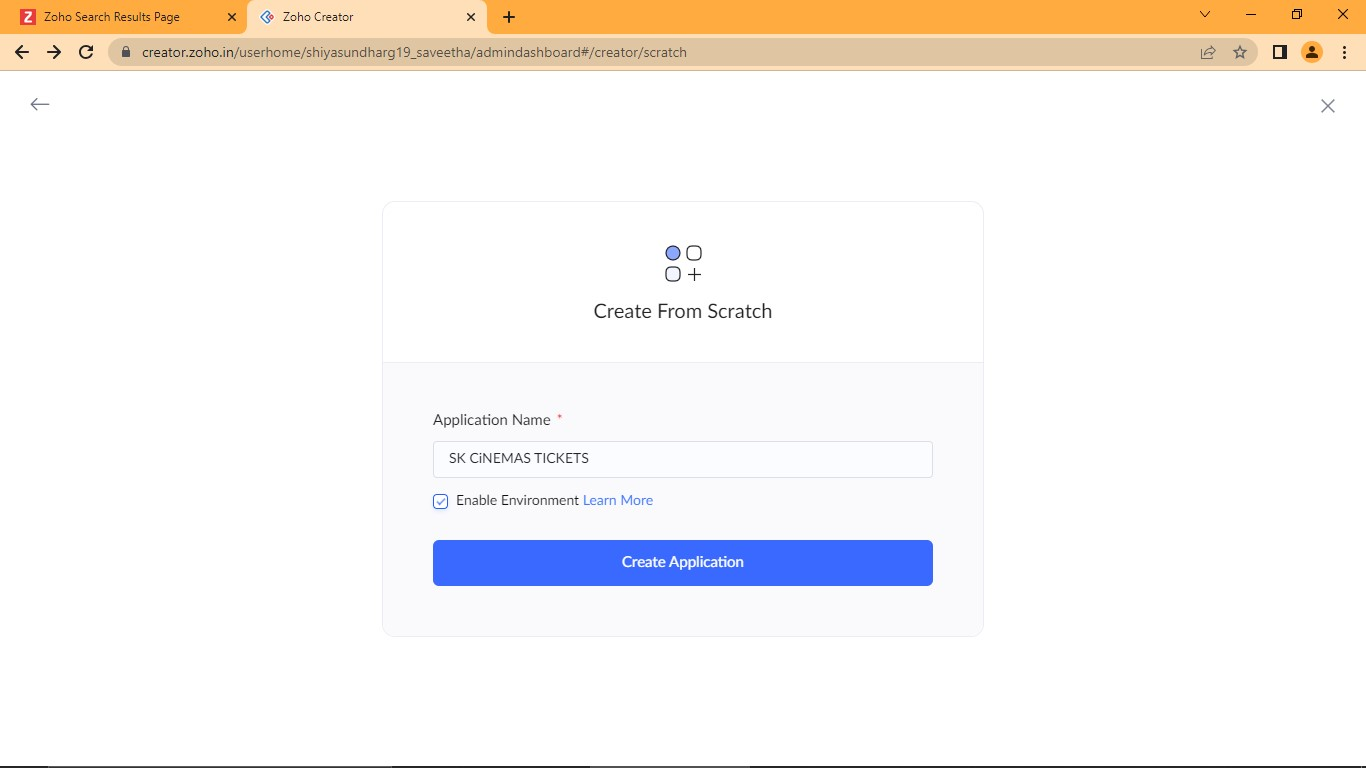 Zoho Search Results Page
Zoho Creator
creator.zoho.in/userhome/shiyasundharg19_saveetha/admindashboard#/creator/scratch
Create From Scratch
Application Name *
SK CiNEMAS TICKETS
Enable Environment Learn More
Create Application